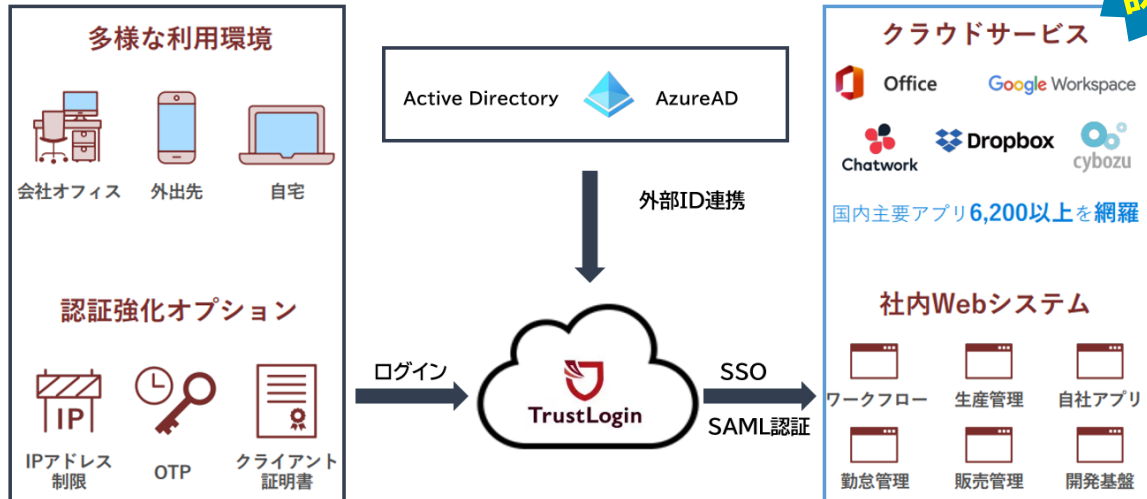 多様な利用環境
会社オフィス
外出先
自宅
認証強化オプション
IP
IPアドレス
制限
OTP
クライアント
証明書
Active Directory
AzureAD
外部ID連携
ログイン
TrustLogin
SSO
SAML認証
クラウドサービス
Office
Google Workspace
Chatwork
Dropbox
cybozu
国内主要アプリ6,200以上を網羅
社内Webシステム
ワークフロー
生産管理
自社アプリ
勤怠管理
販売管理
開発基盤